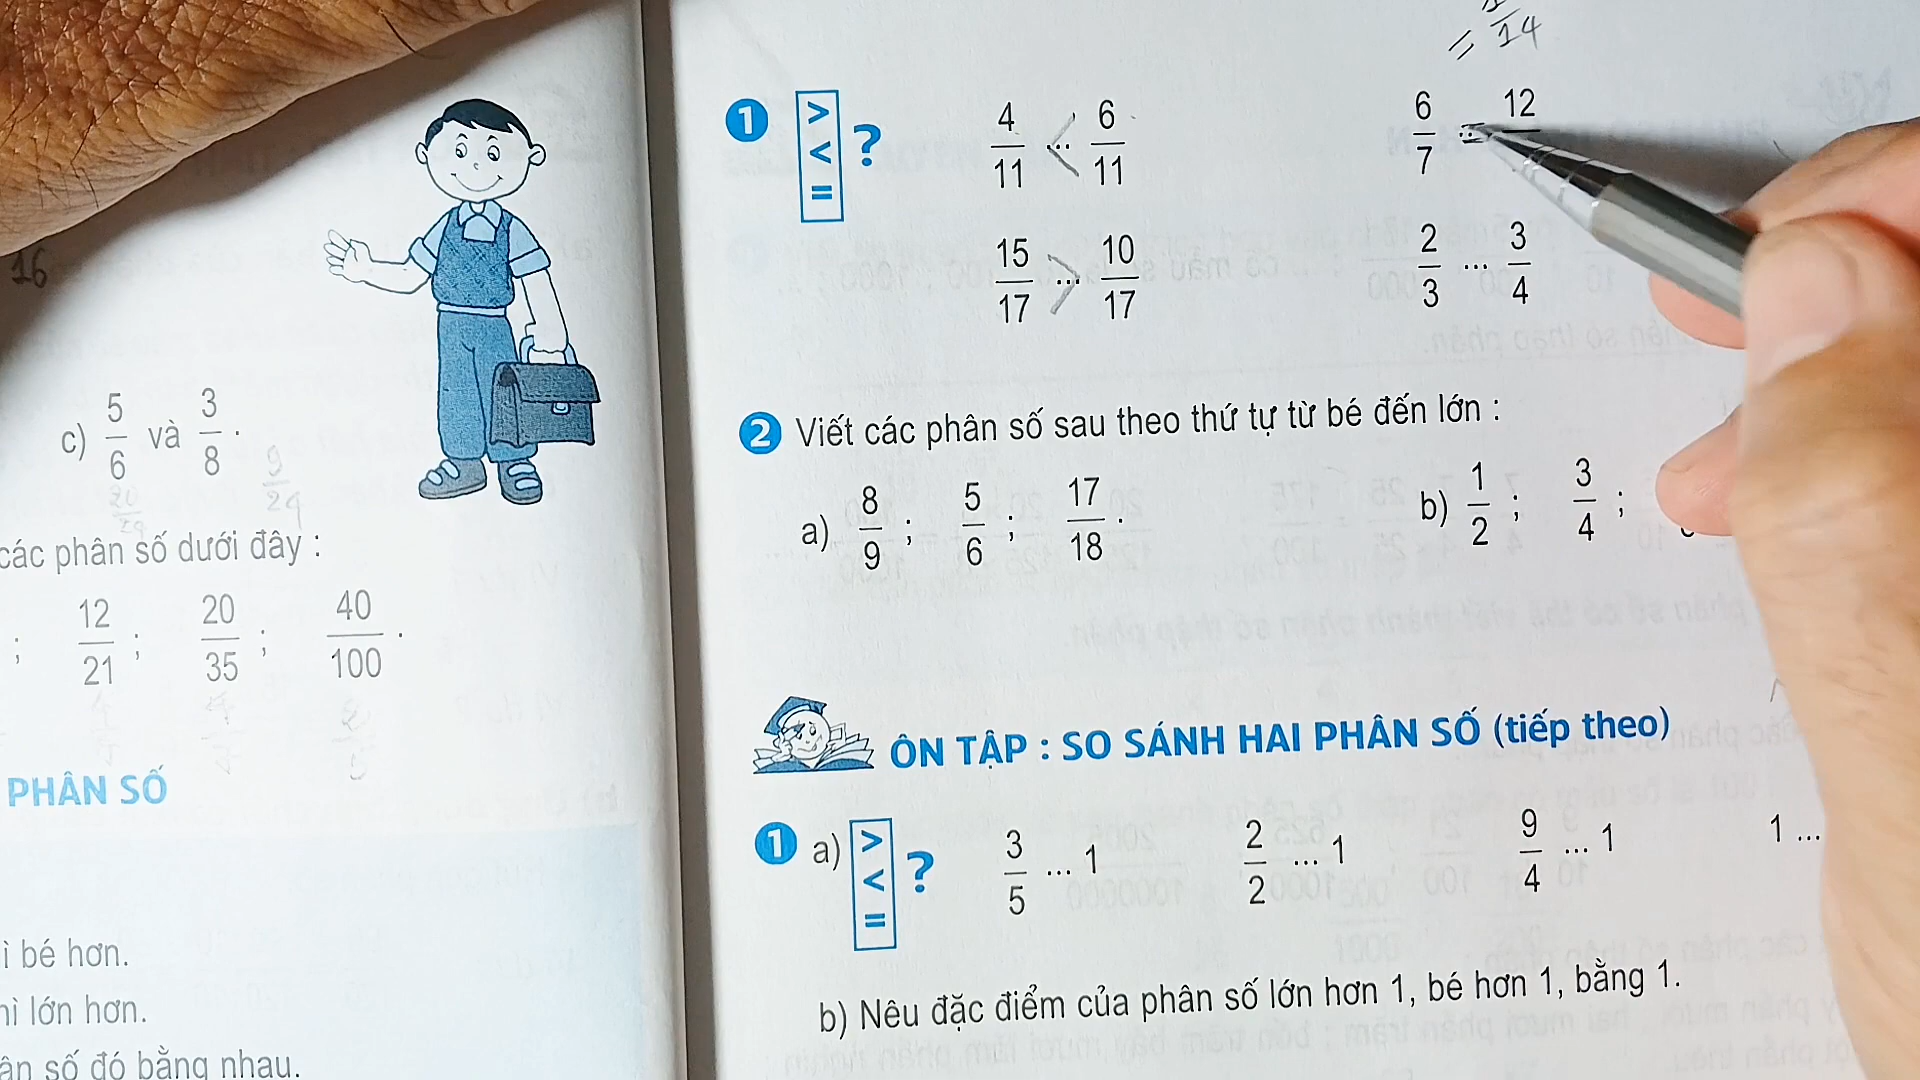 16
c) 5/6 và 3/8 .
20/24 9/24
các phân số dưới đây :
; 12/21 ; 20/35 ; 40/100 .
PHÂN SỐ
ì bé hơn.
hì lớn hơn.
ân số đó bằng nhau.
= /14
1 > < = ? 4/11 < 6/11 6/7 = 12
15/17 > 10/17 2/3 ... 3/4
2 Viết các phân số sau theo thứ tự từ bé đến lớn :
a) 8/9 ; 5/6 ; 17/18 . b) 1/2 ; 3/4 ;
ÔN TẬP : SO SÁNH HAI PHÂN SỐ (tiếp theo)
1 a) > < = ? 3/5 ... 1 2/2 ... 1 9/4 ... 1 1 ...
b) Nêu đặc điểm của phân số lớn hơn 1, bé hơn 1, bằng 1.